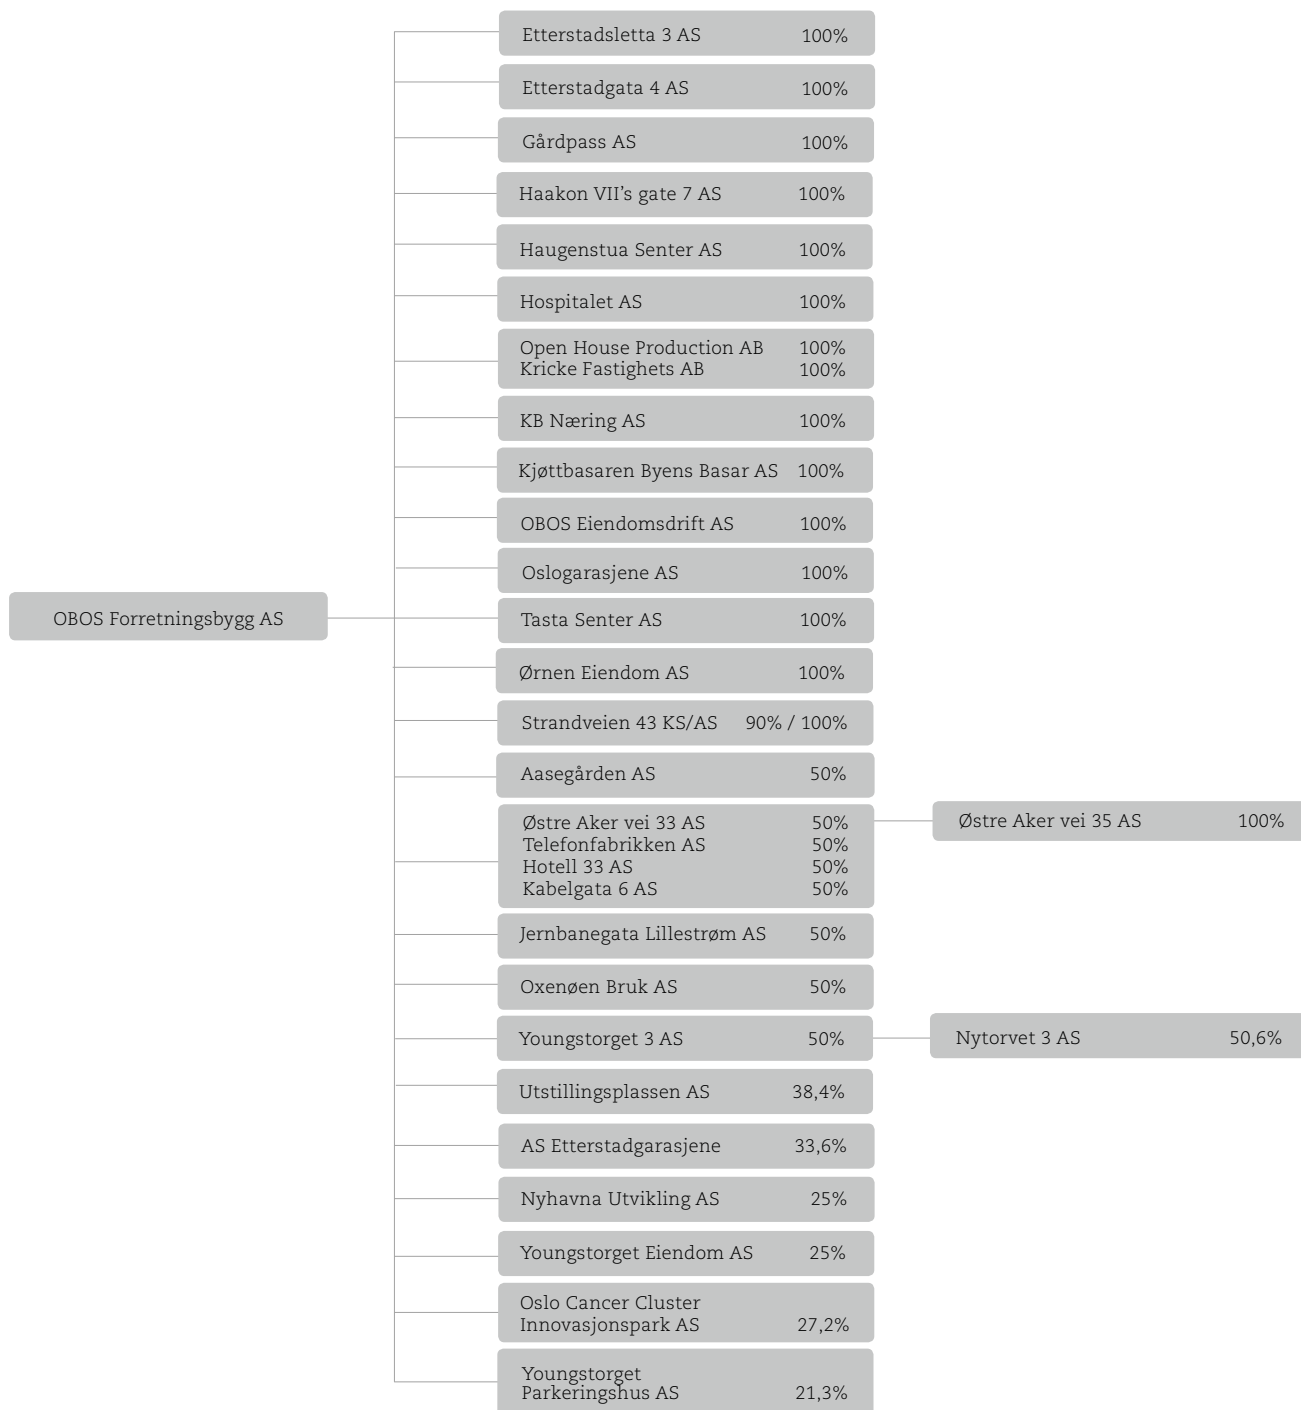 Etterstadsletta 3 AS 100%
Etterstadgata 4 AS 100%
Gårdpass AS 100%
Haakon VII's gate 7 AS 100%
Haugenstua Senter AS 100%
Hospitalet AS 100%
Open House Production AB 100%
Kricke Fastighets AB 100%
KB Næring AS 100%
Kjøttbasaren Byens Basar AS 100%
OBOS Eiendomsdrift AS 100%
Oslogarasjene AS 100%
OBOS Forretningsbygg AS
Tasta Senter AS 100%
Ørnen Eiendom AS 100%
Strandveien 43 KS/AS 90% / 100%
Aasegården AS 50%
Østre Aker vei 33 AS 50%
Telefonfabrikken AS 50%
Hotell 33 AS 50%
Kabelgata 6 AS 50%
Østre Aker vei 35 AS 100%
Jernbanegata Lillestrøm AS 50%
Oxenøen Bruk AS 50%
Youngstorget 3 AS 50%
Nytorvet 3 AS 50,6%
Utstillingsplassen AS 38,4%
AS Etterstadgarasjene 33,6%
Nyhavna Utvikling AS 25%
Youngstorget Eiendom AS 25%
Oslo Cancer Cluster
Innovasjonspark AS 27,2%
Youngstorget
Parkeringshus AS 21,3%